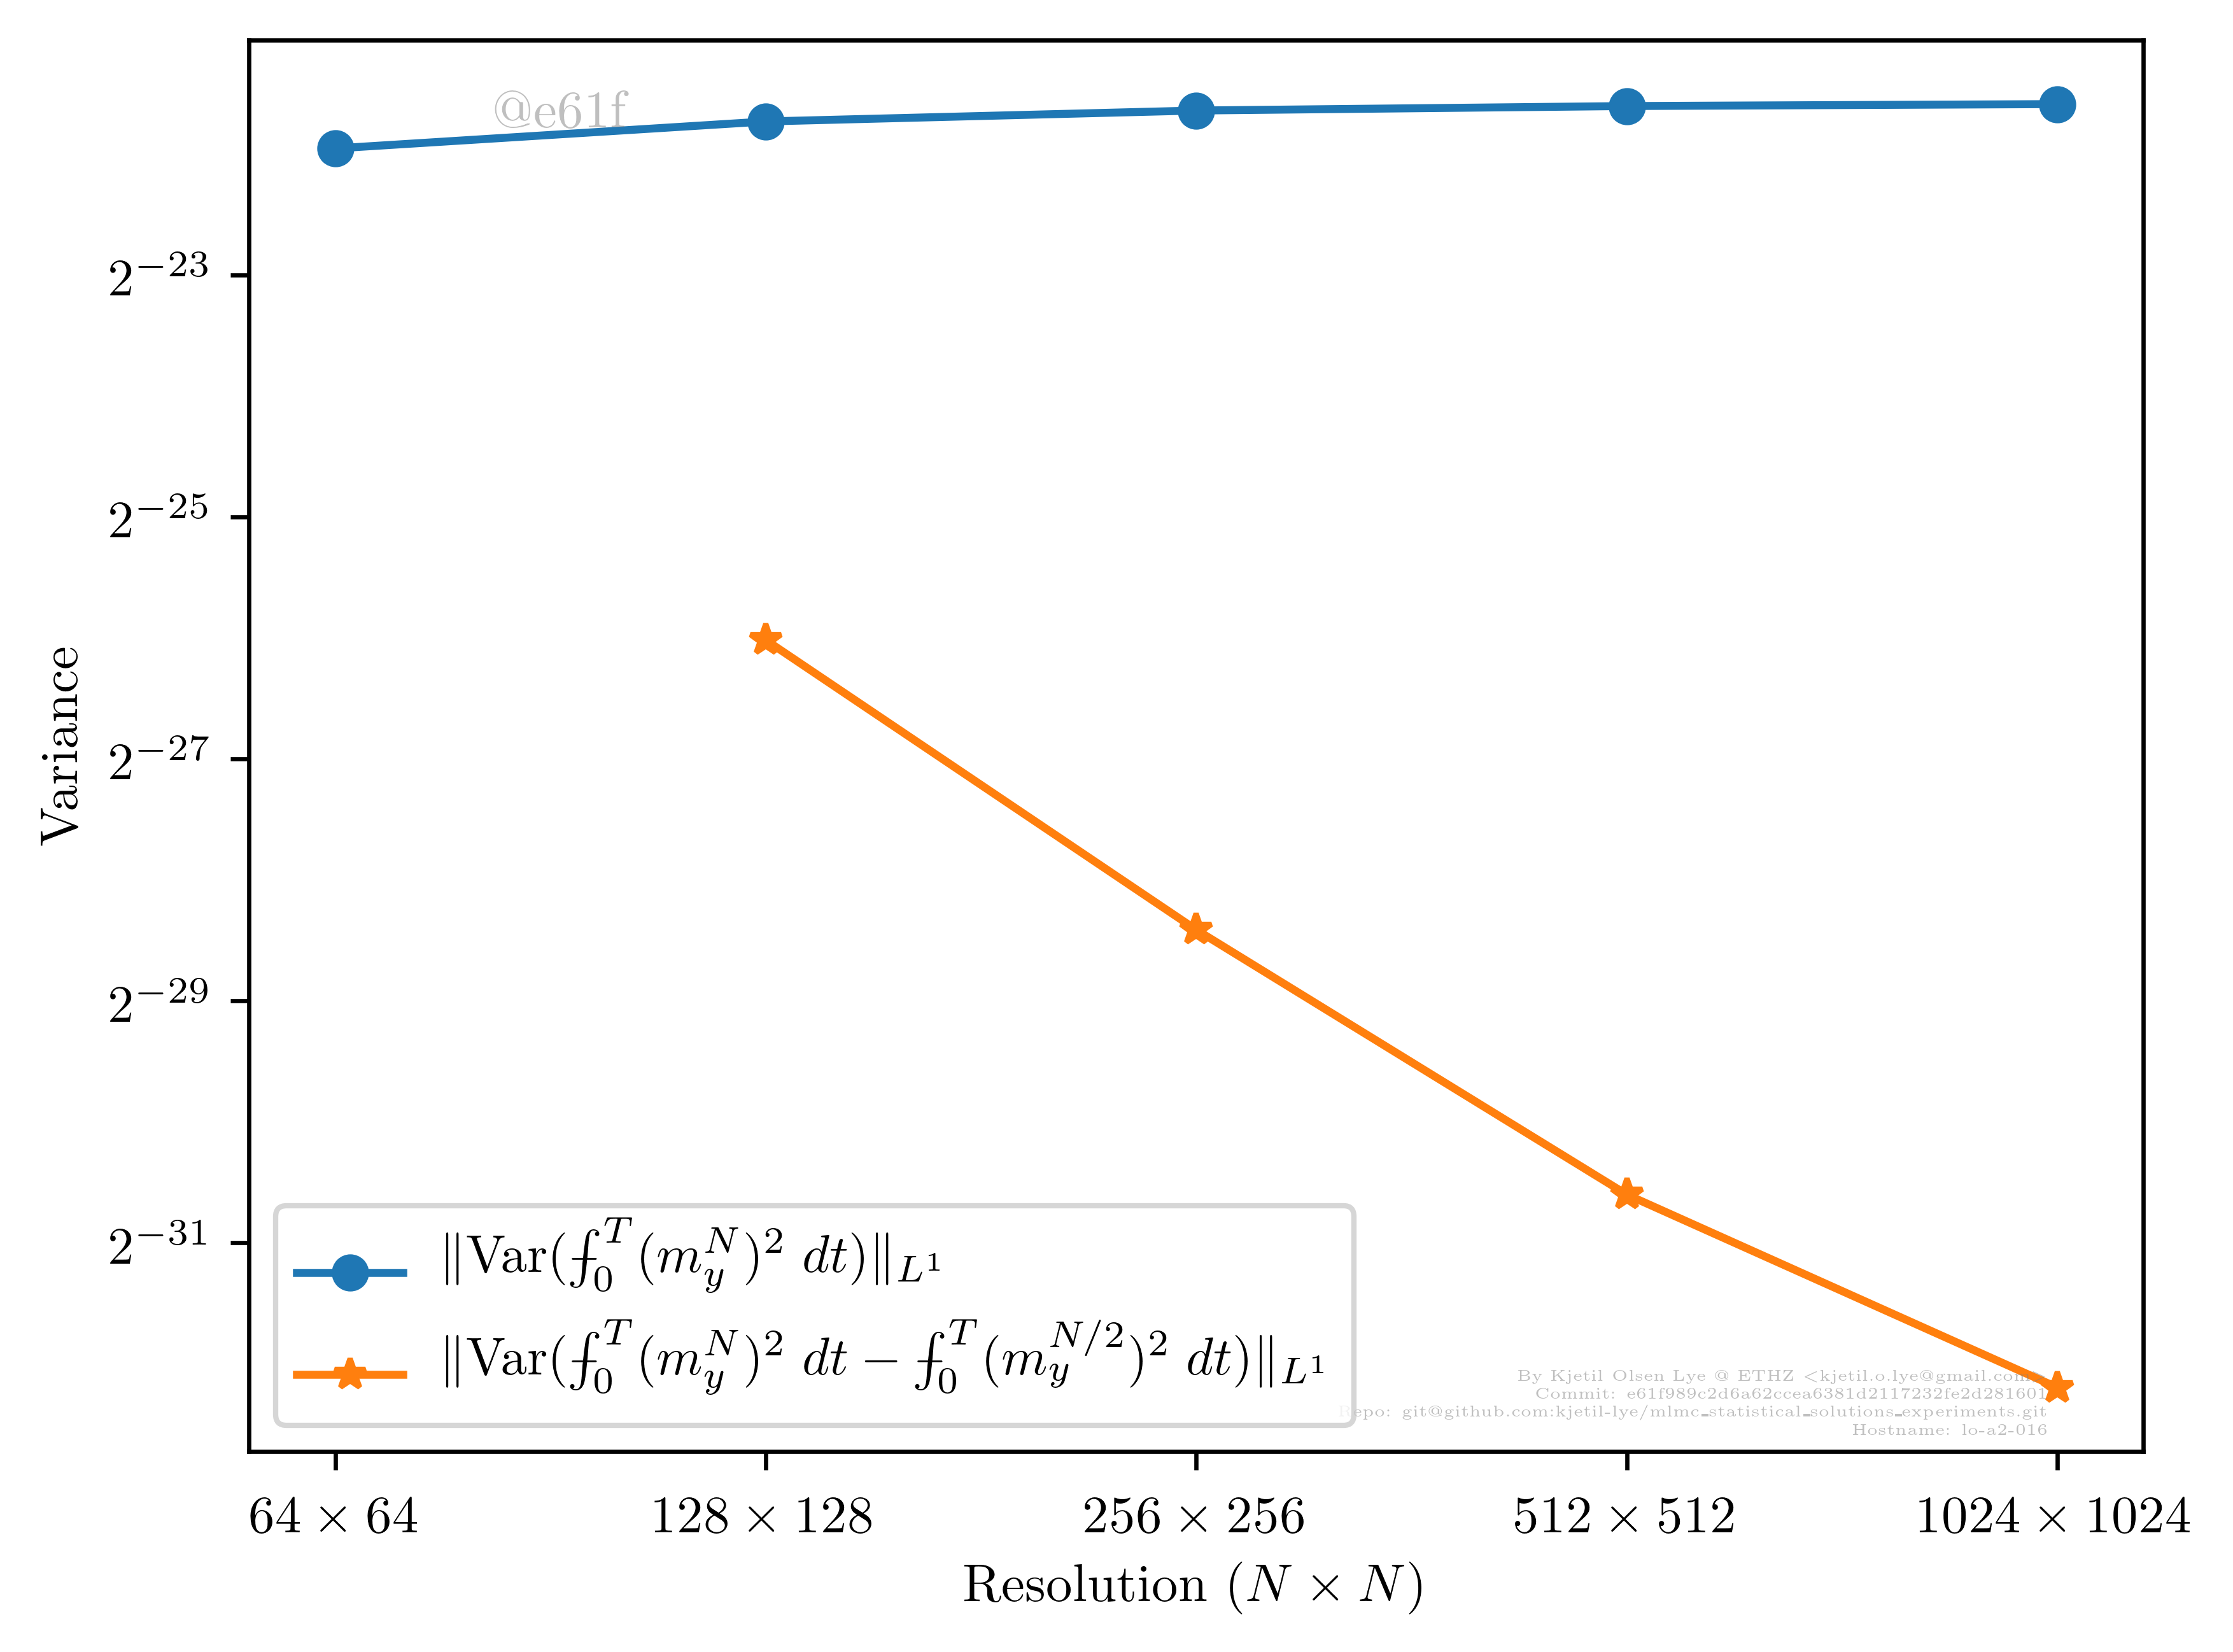 @e61f
2^{-23}
2^{-25}
2^{-27}
2^{-29}
2^{-31}
Variance
‖Var(⨍_0^T (m_y^N)^2 dt)‖_{L^1}
‖Var(⨍_0^T (m_y^N)^2 dt − ⨍_0^T (m_y^{N/2})^2 dt)‖_{L^1}
By Kjetil Olsen Lye @ ETHZ <kjetil.o.lye@gmail.com>
Commit: e61f989c2d6a62ccea6381d2117232fe2d281601
Repo: git@github.com:kjetil-lye/mlmc_statistical_solutions_experiments.git
Hostname: lo-a2-016
64 × 64
128 × 128
256 × 256
512 × 512
1024 × 1024
Resolution (N × N)